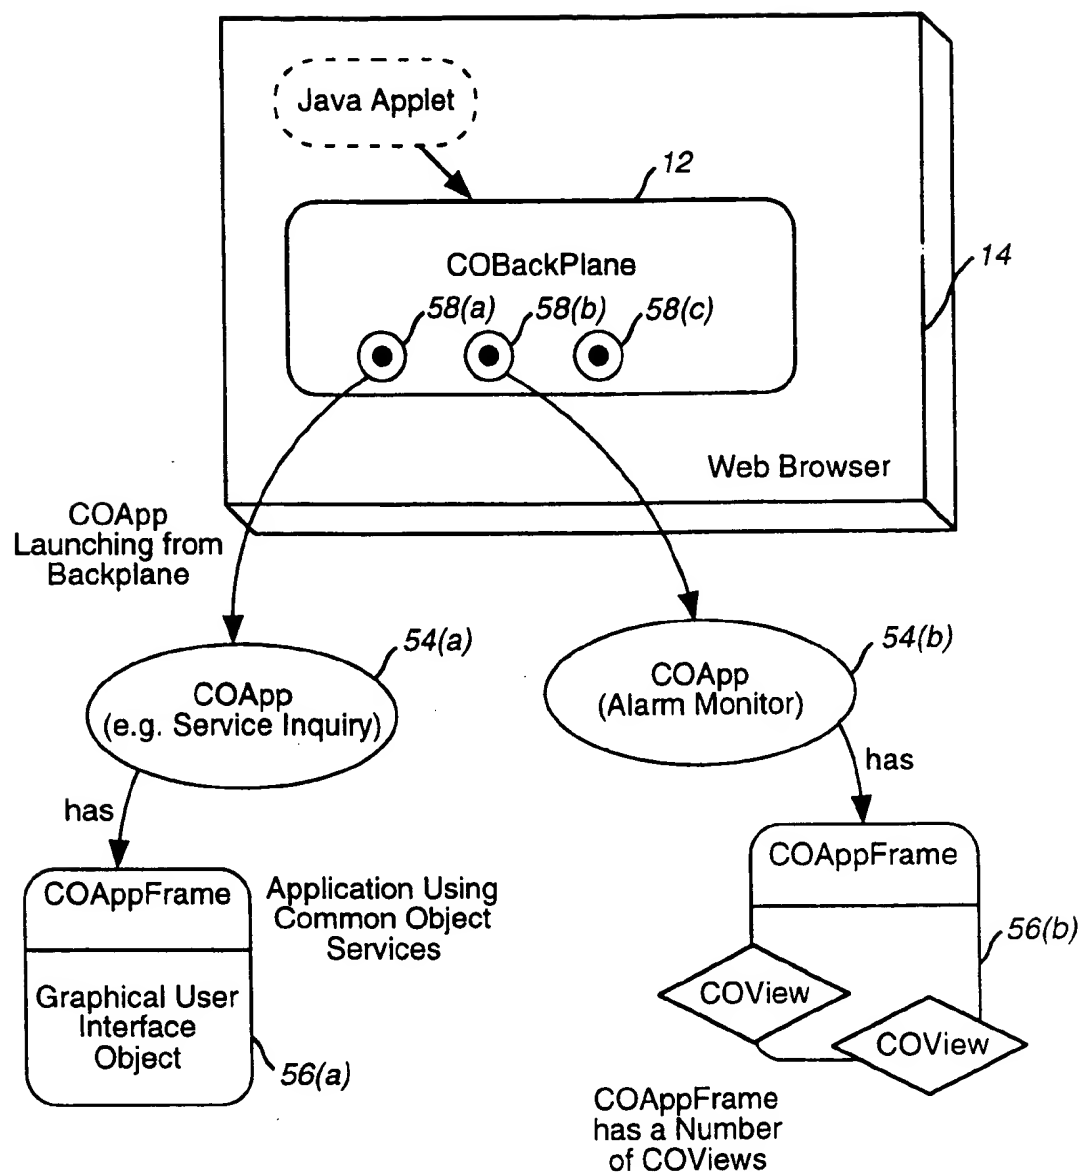 Java Applet
12
COBackPlane
14
58(a)
58(b)
58(c)
Web Browser
COApp
Launching from
Backplane
54(a)
COApp
(e.g. Service Inquiry)
54(b)
COApp
(Alarm Monitor)
has
has
COAppFrame
Graphical User
Interface
Object
56(a)
Application Using
Common Object
Services
COAppFrame
56(b)
COView
COView
COAppFrame
has a Number
of COViews